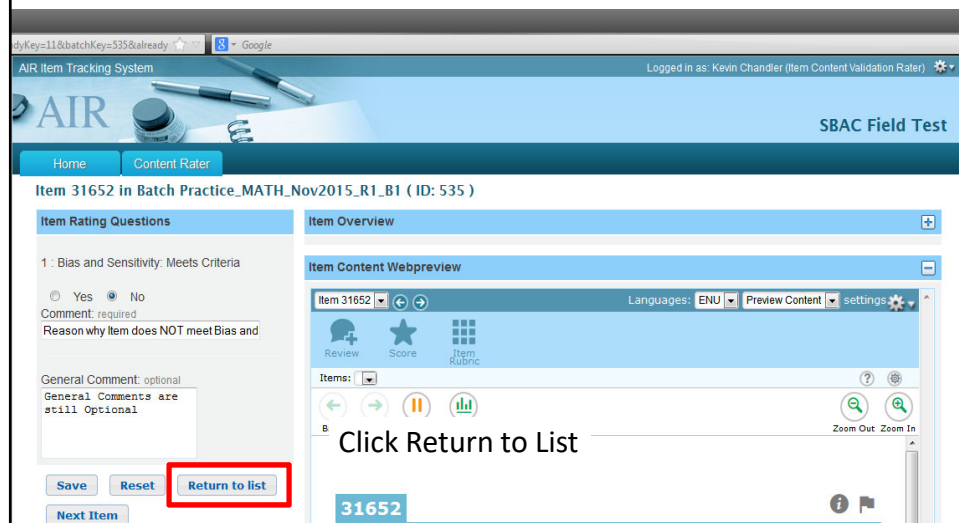 dyKey=11&batchKey=535&already
Google
AIR Item Tracking System
Logged in as: Kevin Chandler (Item Content Validation Rater)
AIR
SBAC Field Test
Home
Content Rater
Item 31652 in Batch Practice_MATH_Nov2015_R1_B1 ( ID: 535 )
Item Rating Questions
1 : Bias and Sensitivity: Meets Criteria
Yes No
Comment: required
Reason why Item does NOT meet Bias and
General Comment: optional
General Comments are
still Optional
Save Reset Return to list
Next Item
Item Overview
Item Content Webpreview
Item 31652
Languages: ENU Preview Content settings
Review Score Item
Rubric
Items:
Zoom Out Zoom In
Click Return to List
31652